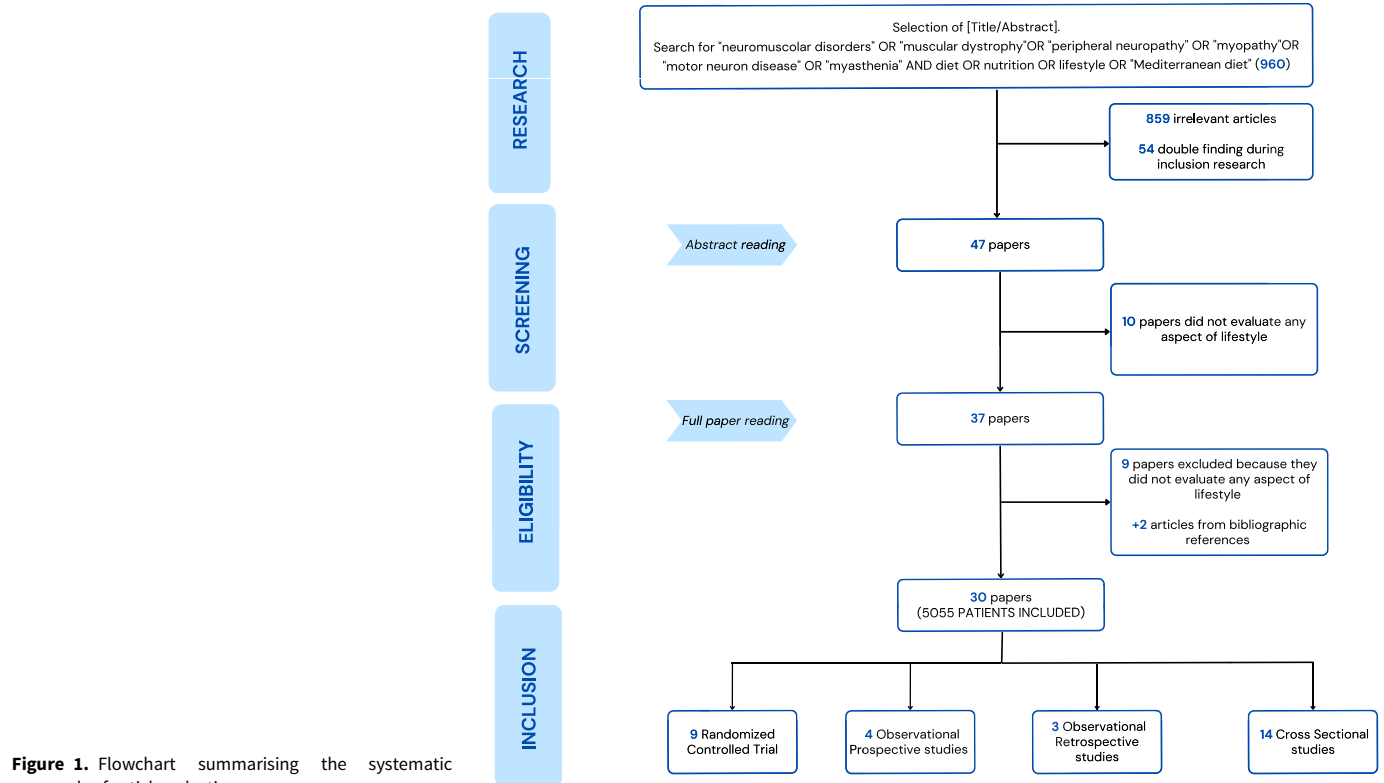 Selection of [Title/Abstract].
Search for "neuromuscolar disorders" OR "muscular dystrophy"OR "peripheral neuropathy" OR "myopathy"OR
"motor neuron disease" OR "myasthenia" AND diet OR nutrition OR lifestyle OR "Mediterranean diet" (960)
RESEARCH
859 irrelevant articles
54 double finding during
inclusion research
SCREENING
Abstract reading
47 papers
10 papers did not evaluate any
aspect of lifestyle
ELIGIBILITY
Full paper reading
37 papers
9 papers excluded because they
did not evaluate any aspect of
lifestyle
+2 articles from bibliographic
references
30 papers
(5055 PATIENTS INCLUDED)
INCLUSION
9 Randomized
Controlled Trial
4 Observational
Prospective studies
3 Observational
Retrospective
studies
14 Cross Sectional
studies
Figure 1. Flowchart summarising the systematic